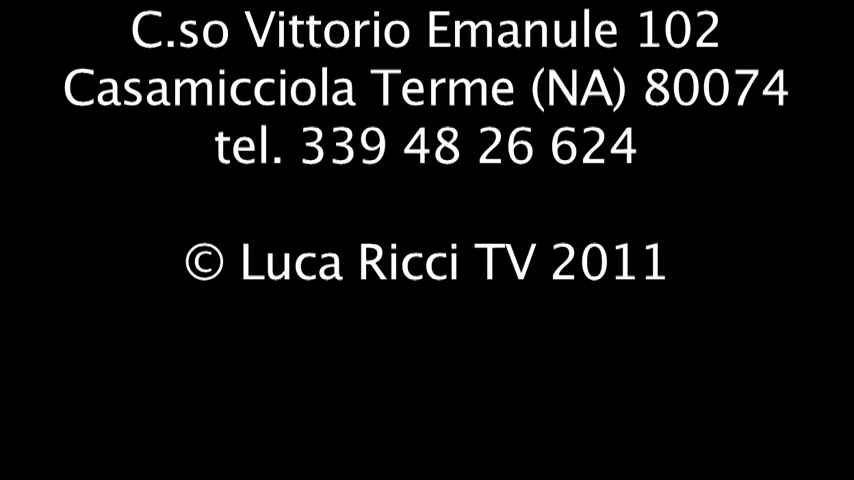 C.so Vittorio Emanule 102
Casamicciola Terme (NA) 80074
tel. 339 48 26 624
© Luca Ricci TV 2011